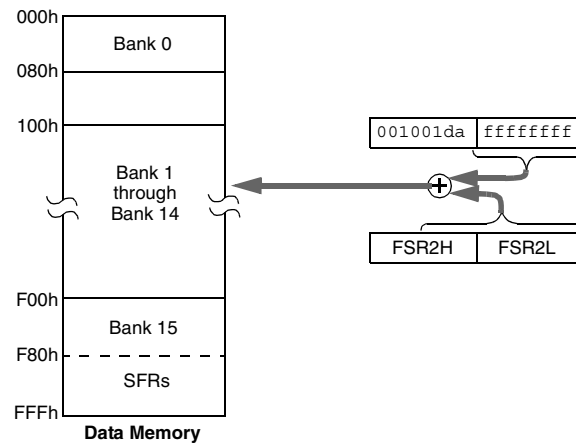 000h
Bank 0
080h
100h
001001da ffffffff
Bank 1
through
Bank 14
FSR2H FSR2L
F00h
Bank 15
F80h
SFRs
FFFh
Data Memory